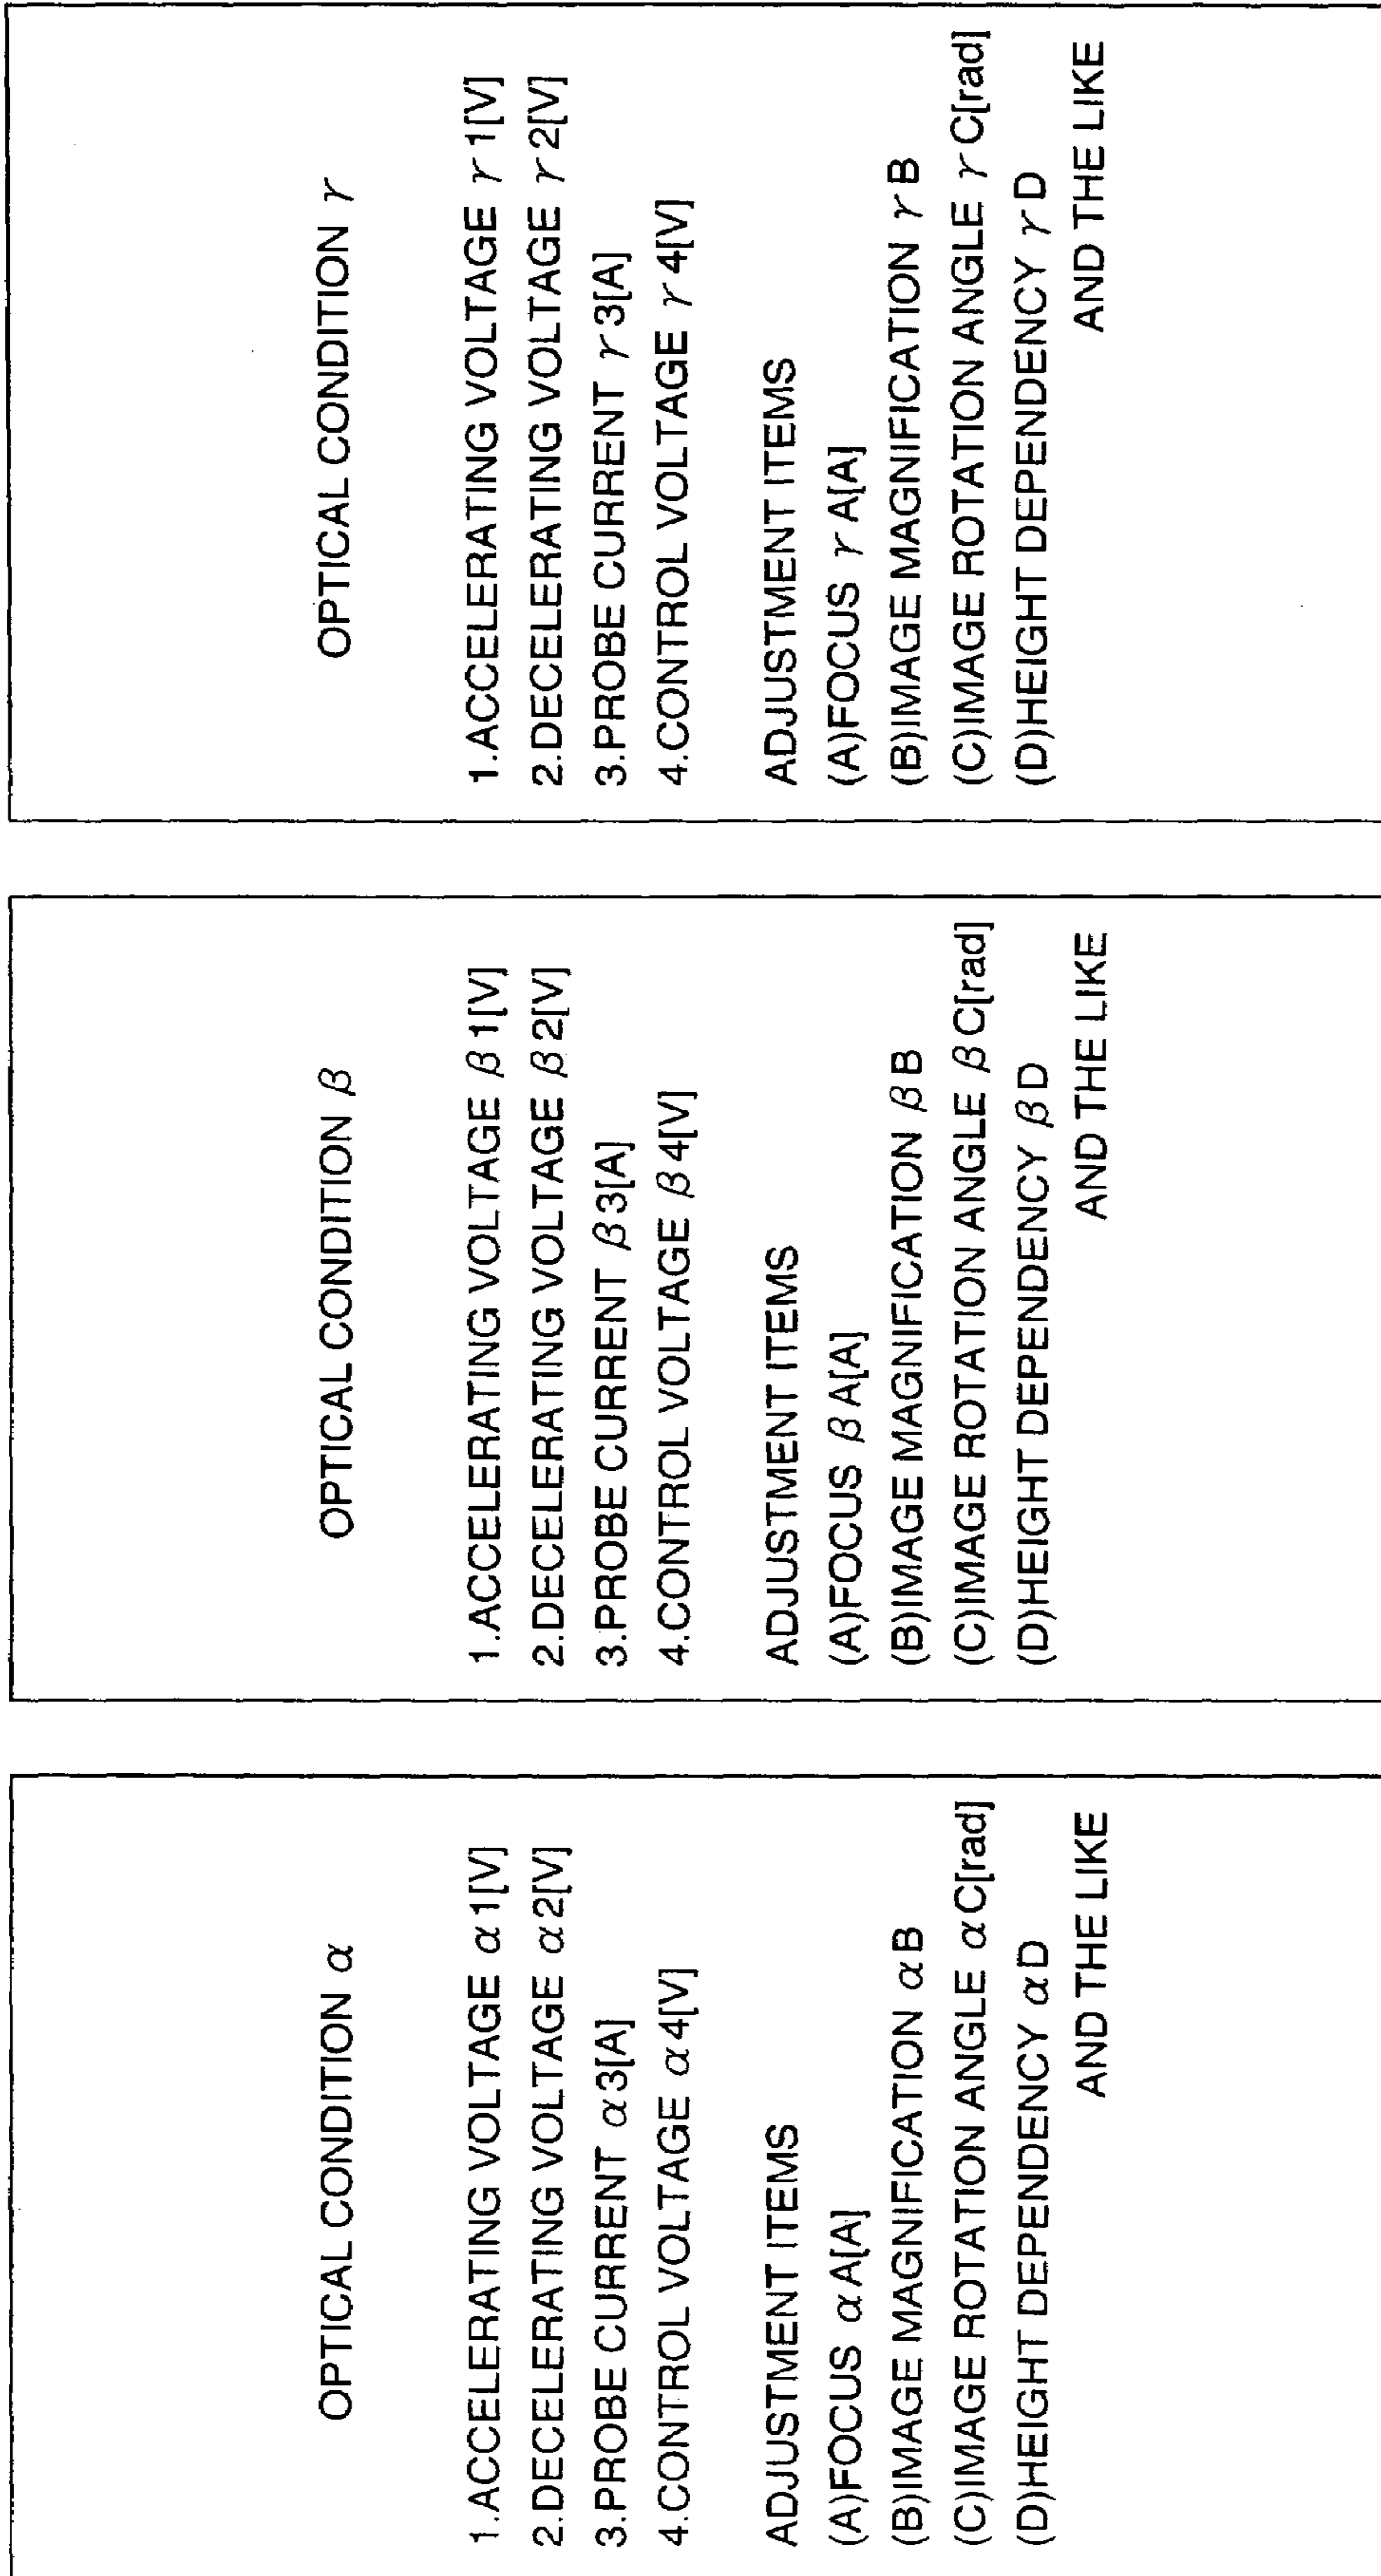 OPTICAL CONDITION α
1.ACCELERATING VOLTAGE α1[V]
2.DECELERATING VOLTAGE α2[V]
3.PROBE CURRENT α3[A]
4.CONTROL VOLTAGE α4[V]
ADJUSTMENT ITEMS
(A)FOCUS αA[A]
(B)IMAGE MAGNIFICATION αB
(C)IMAGE ROTATION ANGLE αC[rad]
(D)HEIGHT DEPENDENCY αD
AND THE LIKE
OPTICAL CONDITION β
1.ACCELERATING VOLTAGE β1[V]
2.DECELERATING VOLTAGE β2[V]
3.PROBE CURRENT β3[A]
4.CONTROL VOLTAGE β4[V]
ADJUSTMENT ITEMS
(A)FOCUS βA[A]
(B)IMAGE MAGNIFICATION βB
(C)IMAGE ROTATION ANGLE βC[rad]
(D)HEIGHT DEPENDENCY βD
AND THE LIKE
OPTICAL CONDITION γ
1.ACCELERATING VOLTAGE γ1[V]
2.DECELERATING VOLTAGE γ2[V]
3.PROBE CURRENT γ3[A]
4.CONTROL VOLTAGE γ4[V]
ADJUSTMENT ITEMS
(A)FOCUS γA[A]
(B)IMAGE MAGNIFICATION γB
(C)IMAGE ROTATION ANGLE γC[rad]
(D)HEIGHT DEPENDENCY γD
AND THE LIKE